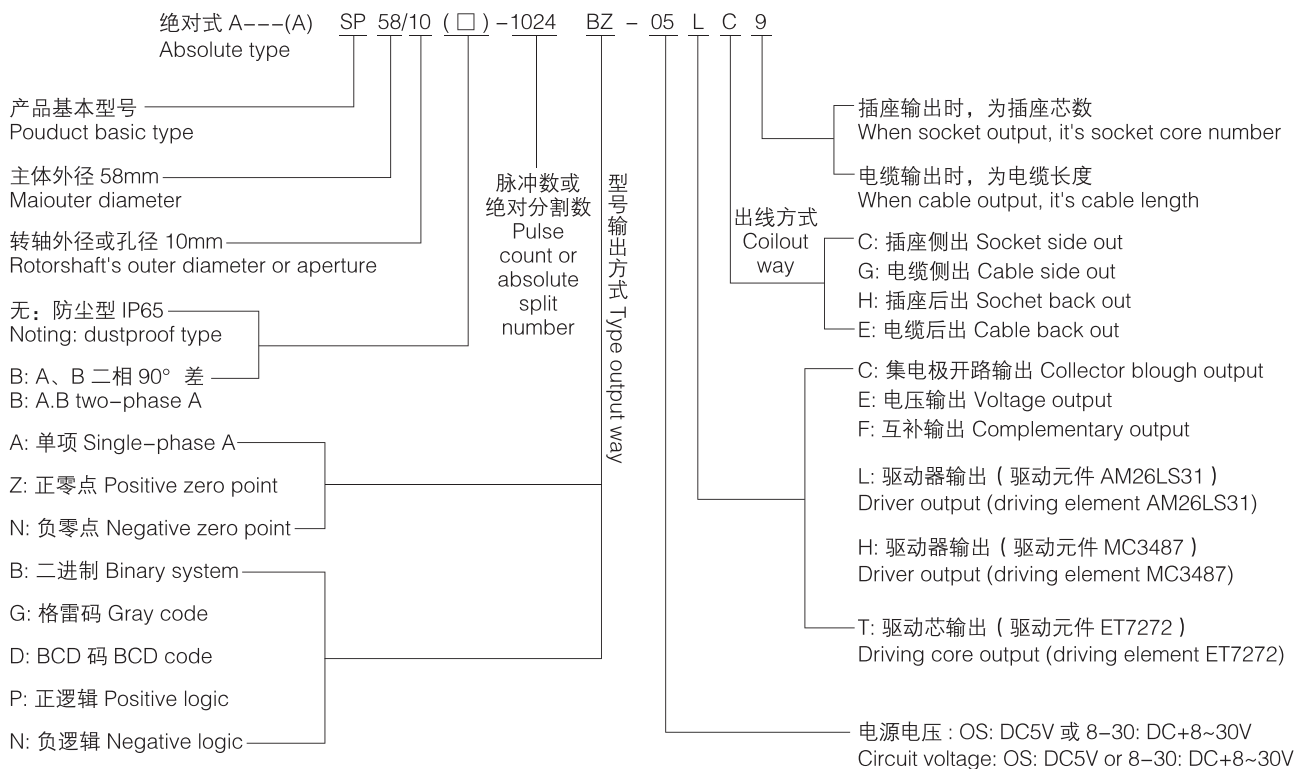 绝对式 A---(A) SP 58/10 (□) -1024 BZ - 05 L C 9
Absolute type
产品基本型号
Pouduct basic type
主体外径 58mm
Maiouter diameter
转轴外径或孔径 10mm
Rotorshaft's outer diameter or aperture
无: 防尘型 IP65
Noting: dustproof type
B: A、B 二相 90° 差
B: A.B two-phase A
A: 单项 Single-phase A
Z: 正零点 Positive zero point
N: 负零点 Negative zero point
B: 二进制 Binary system
G: 格雷码 Gray code
D: BCD 码 BCD code
P: 正逻辑 Positive logic
N: 负逻辑 Negative logic
脉冲数或
绝对分割数
Pulse
count or
absolute
split
number
型号输出方式 Type output way
出线方式
Coilout
way
插座输出时，为插座芯数
When socket output, it's socket core number
电缆输出时，为电缆长度
When cable output, it's cable length
C: 插座侧出 Socket side out
G: 电缆侧出 Cable side out
H: 插座后出 Sochet back out
E: 电缆后出 Cable back out
C: 集电极开路输出 Collector blough output
E: 电压输出 Voltage output
F: 互补输出 Complementary output
L: 驱动器输出 ( 驱动元件 AM26LS31 )
Driver output (driving element AM26LS31)
H: 驱动器输出 ( 驱动元件 MC3487 )
Driver output (driving element MC3487)
T: 驱动芯输出 ( 驱动元件 ET7272 )
Driving core output (driving element ET7272)
电源电压 : OS: DC5V 或 8-30: DC+8~30V
Circuit voltage: OS: DC5V or 8-30: DC+8~30V